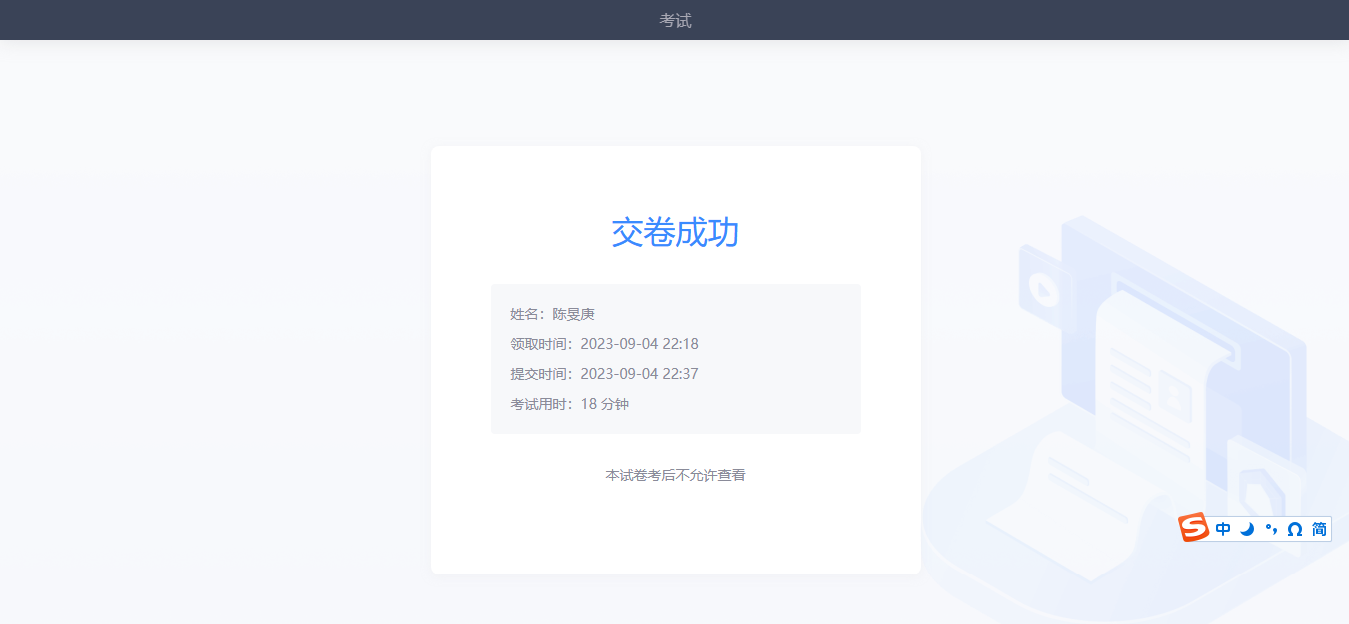 考试
交卷成功
姓名：陈旻庚
领取时间：2023-09-04 22:18
提交时间：2023-09-04 22:37
考试用时：18 分钟
本试卷考后不允许查看
S 中 简